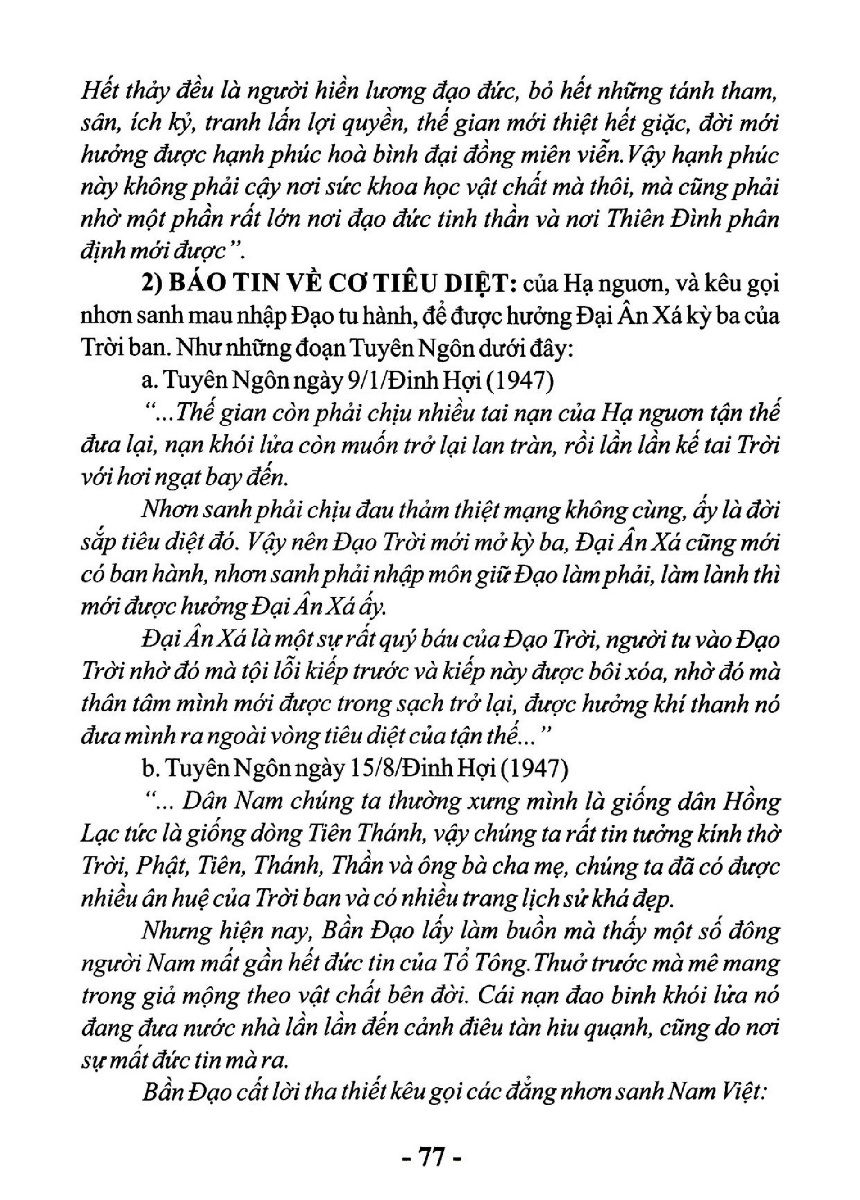 Hết thảy đều là người hiền lương đạo đức, bỏ hết những tánh tham,
sân, ích kỷ, tranh lấn lợi quyền, thế gian mới thiệt hết giặc, đời mới
hưởng được hạnh phúc hoà bình đại đồng miên viễn. Vậy hạnh phúc
này không phải cậy nơi sức khoa học vật chất mà thôi, mà cũng phải
nhờ một phần rất lớn nơi đạo đức tinh thần và nơi Thiên Đình phân
định mới được”.
2) BÁO TIN VỀ CƠ TIÊU DIỆT: của Hạ nguơn, và kêu gọi
nhơn sanh mau nhập Đạo tu hành, để được hưởng Đại Ân Xá kỳ ba của
Trời ban. Như những đoạn Tuyên Ngôn dưới đây:
a. Tuyên Ngôn ngày 9/1/Đinh Hợi (1947)
“...Thế gian còn phải chịu nhiều tai nạn của Hạ nguơn tận thế
đưa lại, nạn khói lửa còn muốn trở lại lan tràn, rồi lần lần kế tai Trời
với hơi ngạt bay đến.
Nhơn sanh phải chịu đau thảm thiệt mạng không cùng, ấy là đời
sắp tiêu diệt đó. Vậy nên Đạo Trời mới mở kỳ ba, Đại Ân Xá cũng mới
có ban hành, nhơn sanh phải nhập môn giữ Đạo làm phải, làm lành thì
mới được hưởng Đại Ân Xá ấy.
Đại Ân Xá là một sự rất quý báu của Đạo Trời, người tu vào Đạo
Trời nhờ đó mà tội lỗi kiếp trước và kiếp này được bôi xóa, nhờ đó mà
thân tâm mình mới được trong sạch trở lại, được hưởng khí thanh nó
đưa mình ra ngoài vòng tiêu diệt của tận thế...”
b. Tuyên Ngôn ngày 15/8/Đinh Hợi (1947)
“... Dân Nam chúng ta thường xưng mình là giống dân Hồng
Lạc tức là giống dòng Tiên Thánh, vậy chúng ta rất tin tưởng kính thờ
Trời, Phật, Tiên, Thánh, Thần và ông bà cha mẹ, chúng ta đã có được
nhiều ân huệ của Trời ban và có nhiều trang lịch sử khá đẹp.
Nhưng hiện nay, Bần Đạo lấy làm buồn mà thấy một số đông
người Nam mất gần hết đức tin của Tổ Tông. Thuở trước mà mê mang
trong giả mộng theo vật chất bên đời. Cái nạn đao binh khói lửa nó
đang đưa nước nhà lần lần đến cảnh điêu tàn hiu quạnh, cũng do nơi
sự mất đức tin mà ra.
Bần Đạo cất lời tha thiết kêu gọi các đẳng nhơn sanh Nam Việt:
- 77 -